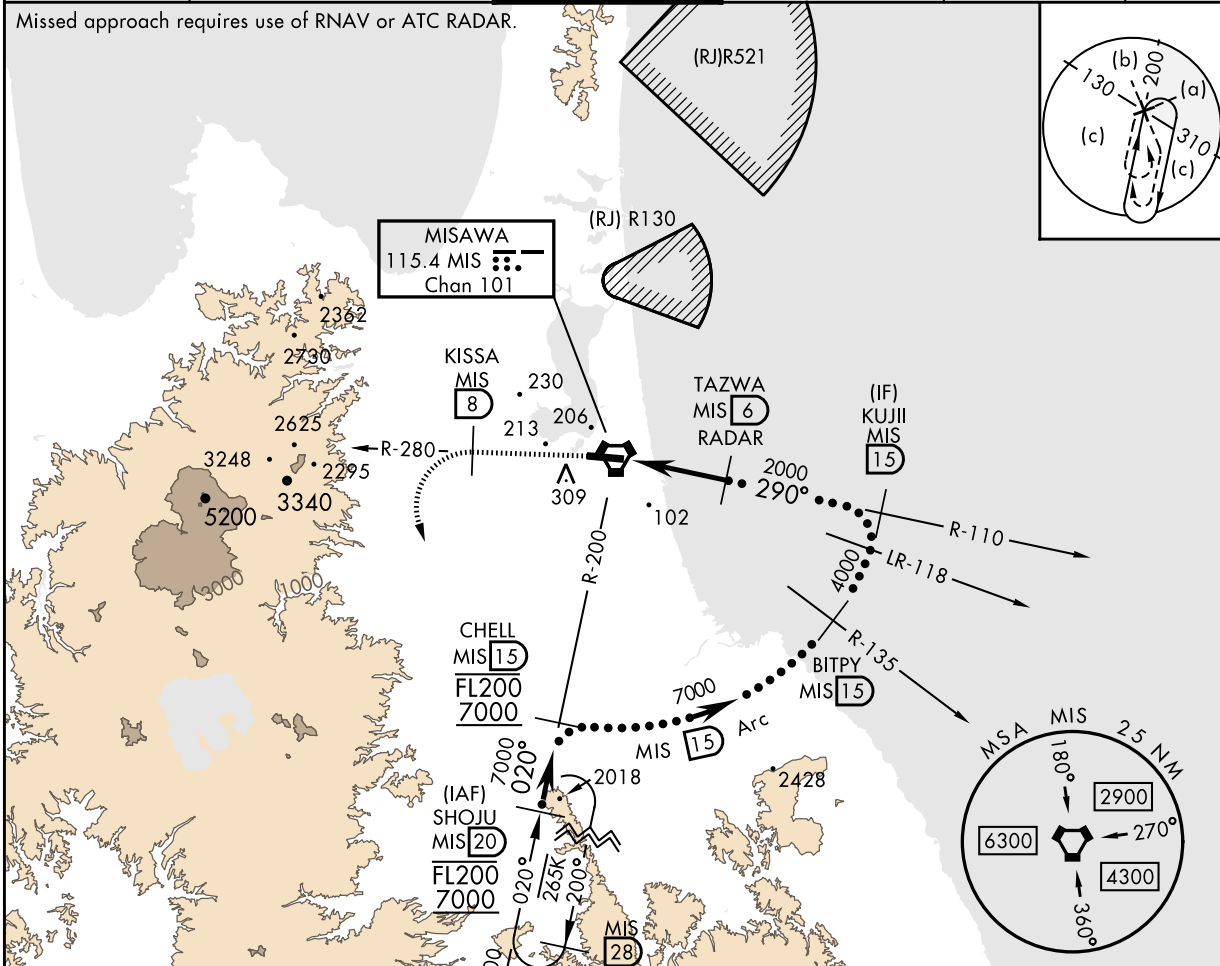 Missed approach requires use of RNAV or ATC RADAR.
(RJ)R521
(b)
200
130
(a)
(c)
310
(c)
(RJ) R130
MISAWA
115.4 MIS
Chan 101
2362
2730
KISSA
MIS
8
230
206
213
TAZWA
MIS 6
RADAR
(IF)
KUJII
MIS
15
2625
3248
2295
3340
5200
R-280
309
102
2000
290°
R-110
LR-118
4000
3000
1000
R-200
R-135
BITPY
MIS 15
CHELL
MIS 15
FL200
7000
7000
MIS 15 Arc
7000
020°
2018
2428
(IAF)
SHOJU
MIS 20
FL200
7000
020°
265K
200°
MIS
28
MSA MIS 25 NM
180°
2900
270°
6300
4300
360°